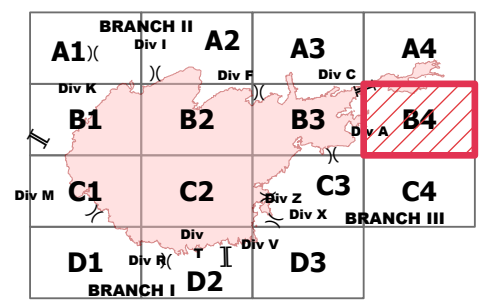 BRANCH II
A1
Div I
A2
A3
A4
Div K
Div F
Div C
B1
B2
B3
Div A
B4
Div M
C1
C2
Div Z
C3
C4
Div X
BRANCH III
Div
T
Div V
D1
Div R
D2
D3
BRANCH I